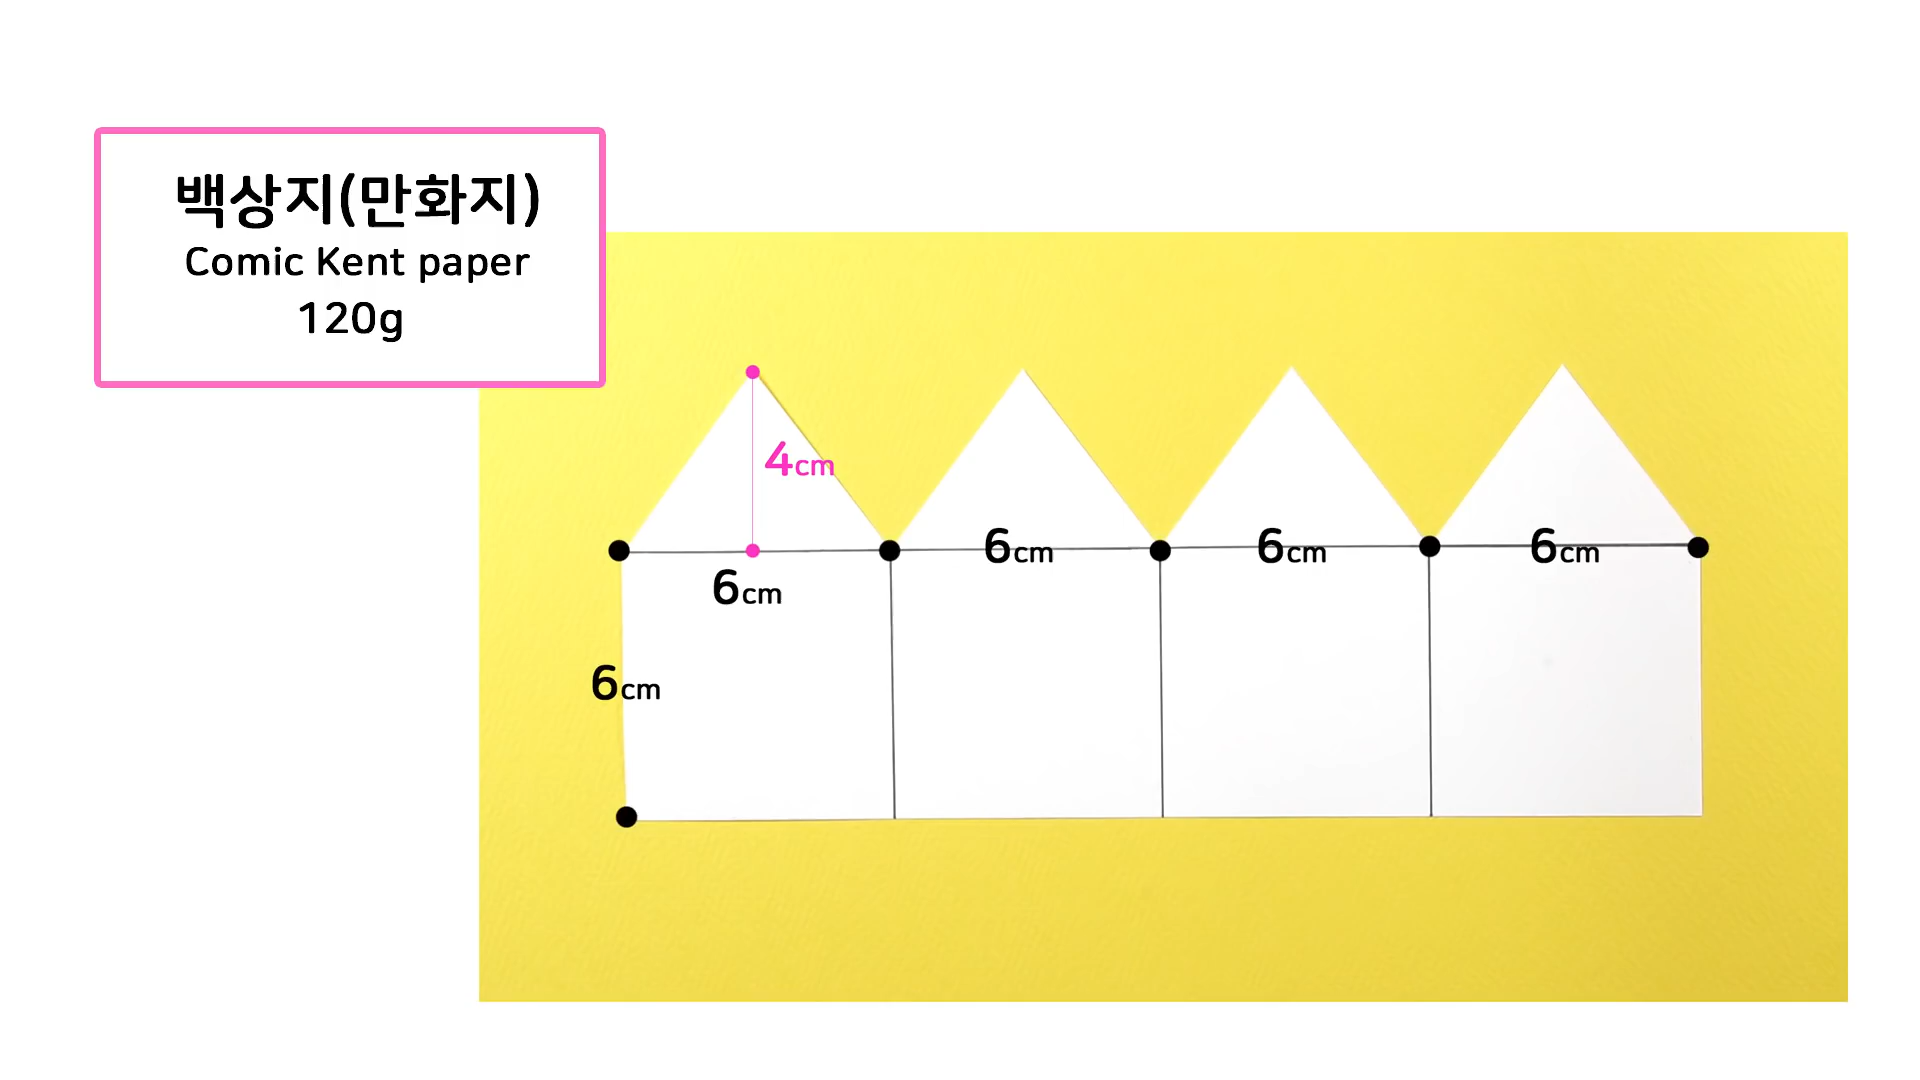 백상지(만화지)
Comic Kent paper
120g
4cm
6cm
6cm
6cm
6cm
6cm